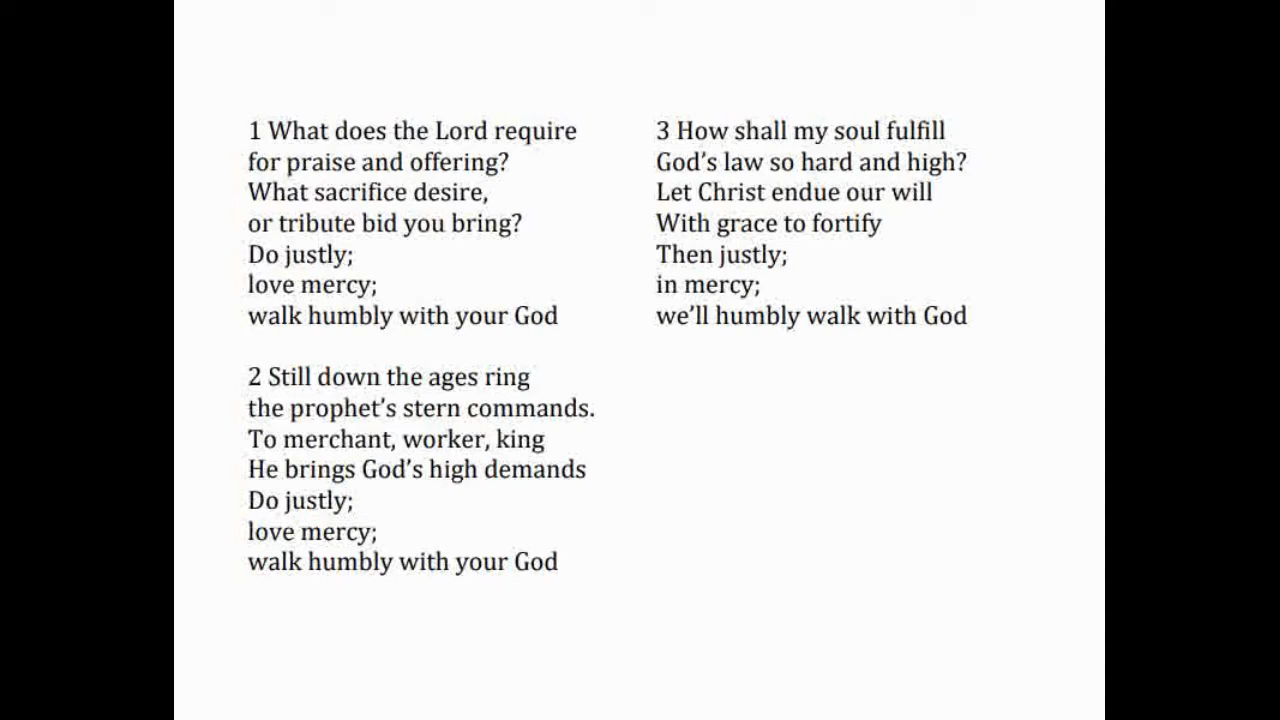 1 What does the Lord require
for praise and offering?
What sacrifice desire,
or tribute bid you bring?
Do justly;
love mercy;
walk humbly with your God
2 Still down the ages ring
the prophet's stern commands.
To merchant, worker, king
He brings God's high demands
Do justly;
love mercy;
walk humbly with your God
3 How shall my soul fulfill
God's law so hard and high?
Let Christ endue our will
With grace to fortify
Then justly;
in mercy;
we'll humbly walk with God